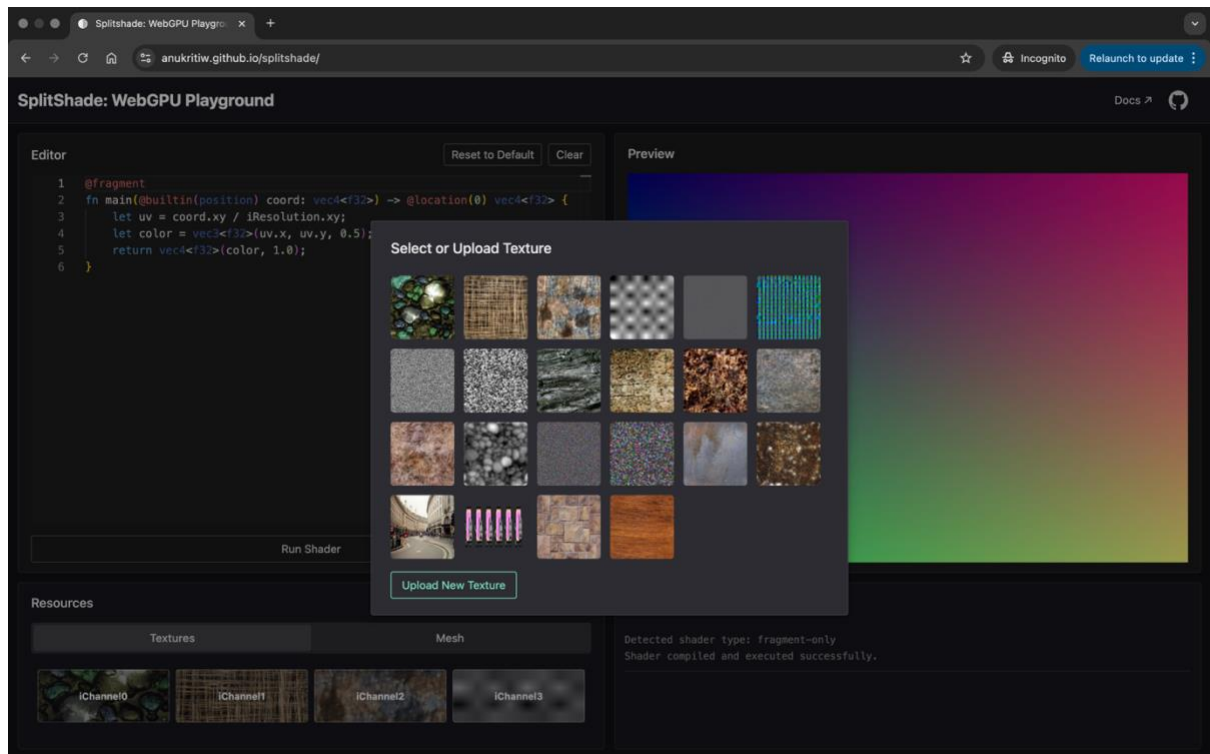 Splitshade: WebGPU Playgro
anukritiw.github.io/splitshade/
Incognito
Relaunch to update
SplitShade: WebGPU Playground
Docs ↗
Editor
Reset to Default
Clear
Preview
1 @fragment
2 fn main(@builtin(position) coord: vec4<f32>) -> @location(0) vec4<f32> {
3 let uv = coord.xy / iResolution.xy;
4 let color = vec3<f32>(uv.x, uv.y, 0.5);
5 return vec4<f32>(color, 1.0);
6 }
Select or Upload Texture
Upload New Texture
Run Shader
Resources
Textures
Mesh
iChannel0
iChannel1
iChannel2
iChannel3
Detected shader type: fragment-only
Shader compiled and executed successfully.